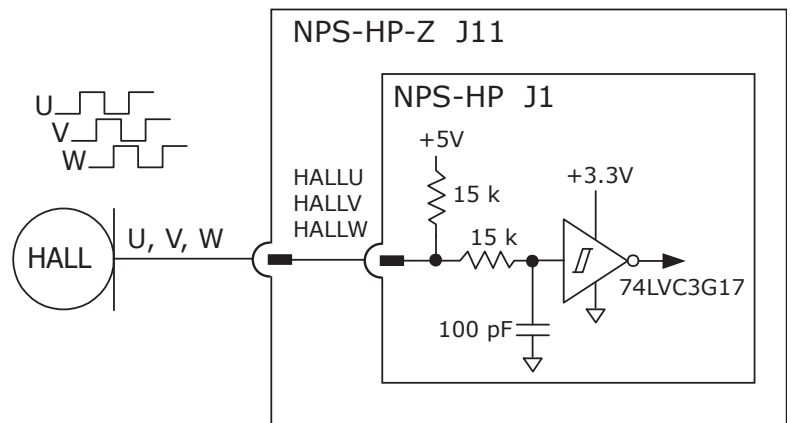 NPS-HP-Z J11
NPS-HP J1
U
V
W
+5V
HALLU
HALLV
HALLW
15 k
+3.3V
15 k
HALL
U, V, W
74LVC3G17
100 pF